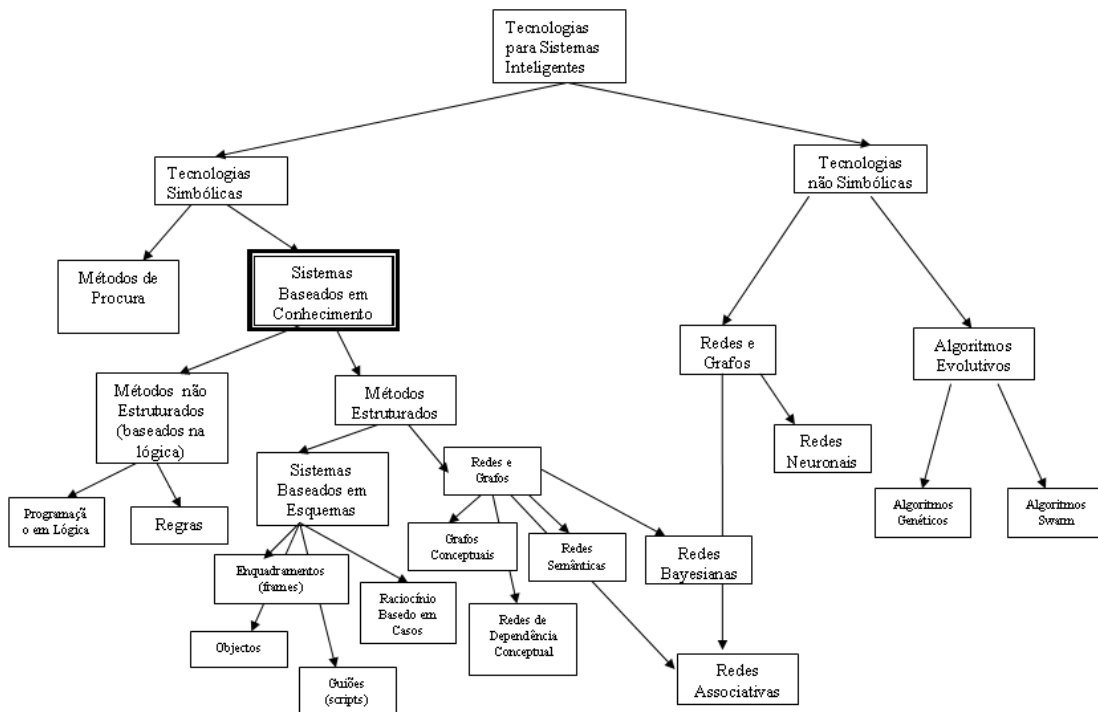 Tecnologias
para Sistemas
Inteligentes
Tecnologias
Simbólicas
Tecnologias
não Simbólicas
Métodos de
Procura
Sistemas
Baseados em
Conhecimento
Redes e
Grafos
Algoritmos
Evolutivos
Métodos não
Estruturados
(baseados na
lógica)
Métodos
Estruturados
Redes
Neuronais
Sistemas
Baseados em
Esquemas
Redes e
Grafos
Programaçã
o em Lógica
Regras
Algoritmos
Genéticos
Algoritmos
Swarm
Grafos
Conceptuais
Redes
Semânticas
Redes
Bayesianas
Enquadramentos
(frames)
Raciocínio
Basedo em
Casos
Redes de
Dependência
Conceptual
Objectos
Guiões
(scripts)
Redes
Associativas